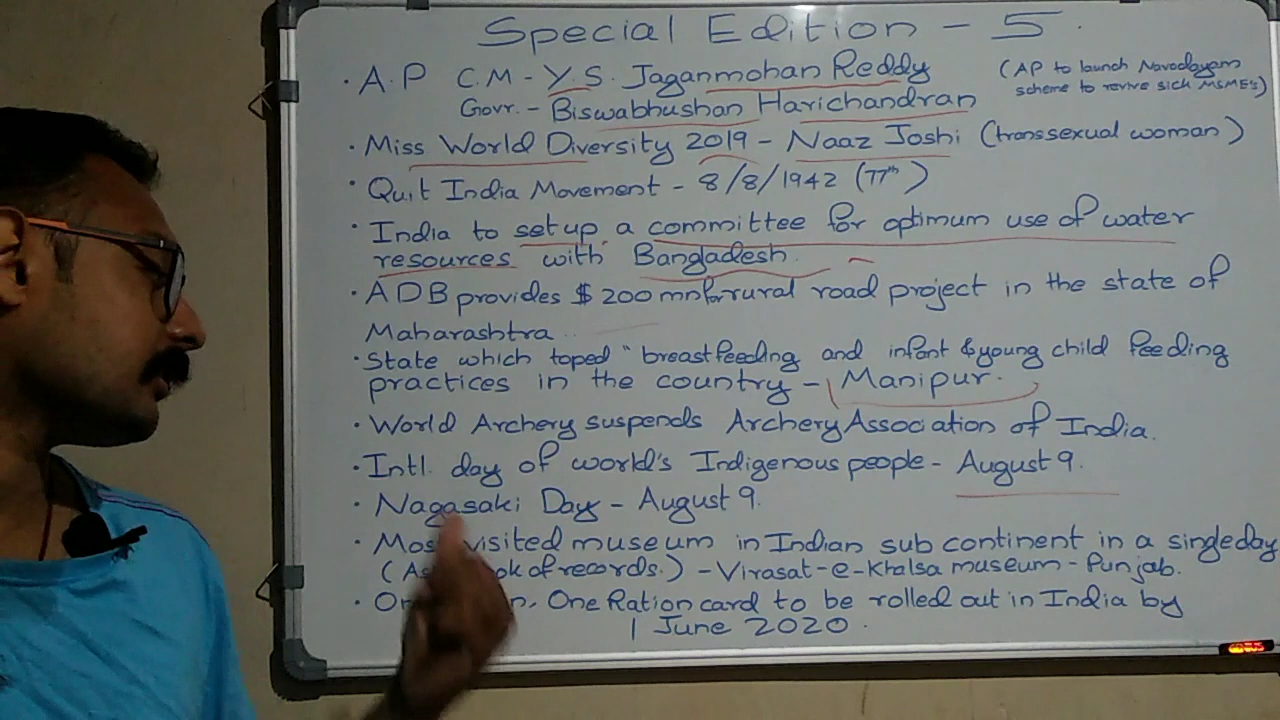 Special Edition - 5.
· A.P C.M - Y.S. Jaganmohan Reddy
(AP to launch Navodayam
scheme to revive sick MSME's)
Govr. - Biswabhushan Harichandran
· Miss World Diversity 2019 - Naaz Joshi (transsexual woman)
· Quit India Movement - 8/8/1942 (77th)
· India to set up a committee for optimum use of water
resources with Bangladesh.
· ADB provides $ 200 mn for rural road project in the state of
Maharashtra
· State which toped " breastfeeding and infant & young child feeding
practices in the country - Manipur.
· World Archery suspends Archery Association of India.
· Intl. day of world's Indigenous people - August 9.
· Nagasaki Day - August 9.
· Most visited museum in Indian sub continent in a single day
(As ok of records.) - Virasat-e-Khalsa museum - Punjab.
· On n, One Ration card to be rolled out in India by
1 June 2020.